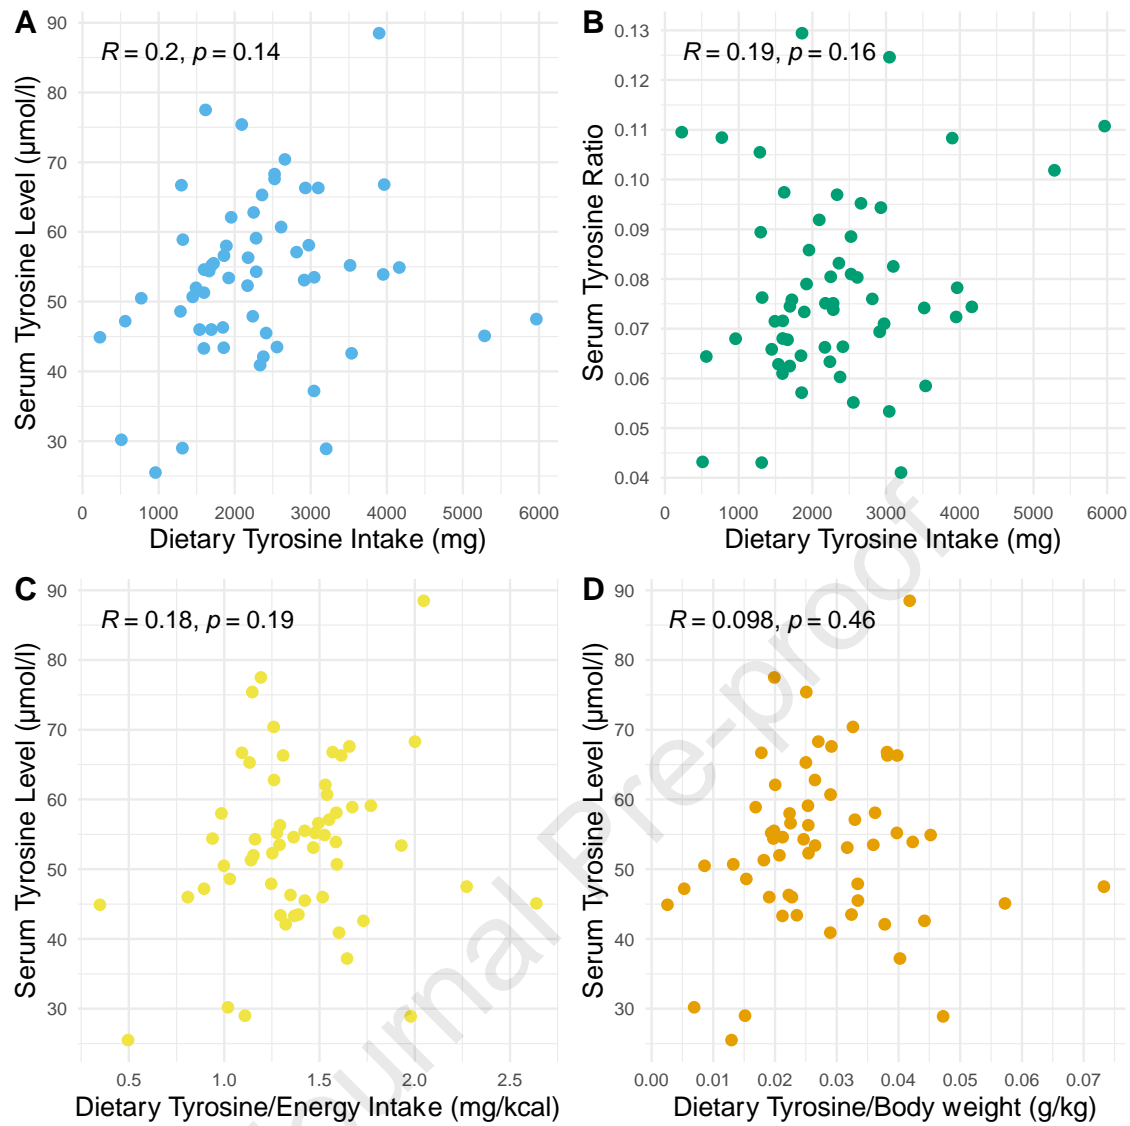 A
R = 0.2, p = 0.14
90
80
70
60
50
40
30
Serum Tyrosine Level (μmol/l)
0 1000 2000 3000 4000 5000 6000
Dietary Tyrosine Intake (mg)
B
R = 0.19, p = 0.16
0.13
0.12
0.11
0.10
0.09
0.08
0.07
0.06
0.05
0.04
Serum Tyrosine Ratio
0 1000 2000 3000 4000 5000 6000
Dietary Tyrosine Intake (mg)
C
R = 0.18, p = 0.19
90
80
70
60
50
40
30
Serum Tyrosine Level (μmol/l)
0.5 1.0 1.5 2.0 2.5
Dietary Tyrosine/Energy Intake (mg/kcal)
D
R = 0.098, p = 0.46
90
80
70
60
50
40
30
Serum Tyrosine Level (μmol/l)
0.00 0.01 0.02 0.03 0.04 0.05 0.06 0.07
Dietary Tyrosine/Body weight (g/kg)
Journal Pre-proof